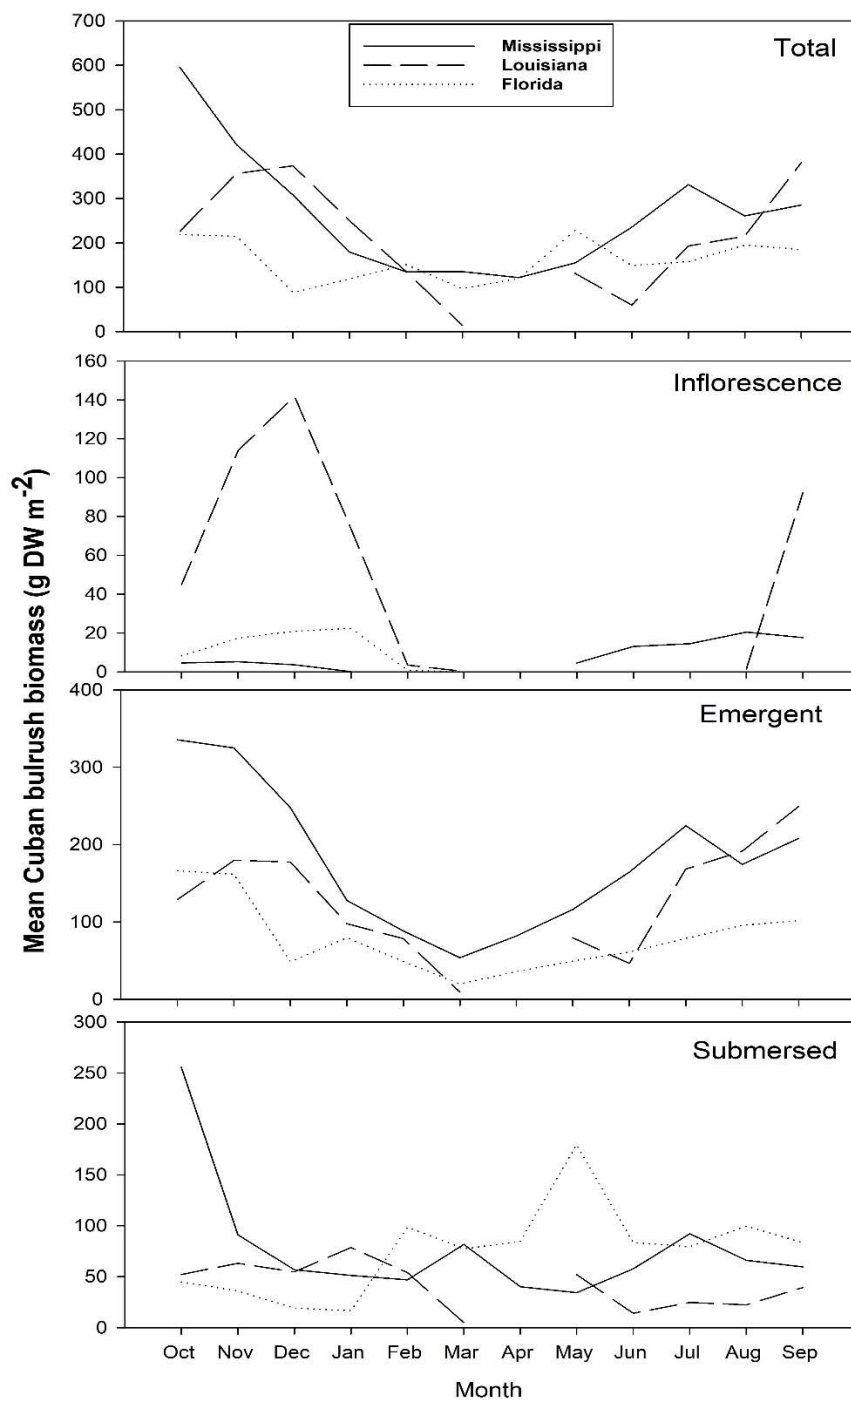 Mean Cuban bulrush biomass (g DW m-2)
700
600
500
400
300
200
100
0
Mississippi
Louisiana
Florida
Total
160
140
120
100
80
60
40
20
0
Inflorescence
400
300
200
100
0
Emergent
300
250
200
150
100
50
0
Submersed
Oct Nov Dec Jan Feb Mar Apr May Jun Jul Aug Sep
Month